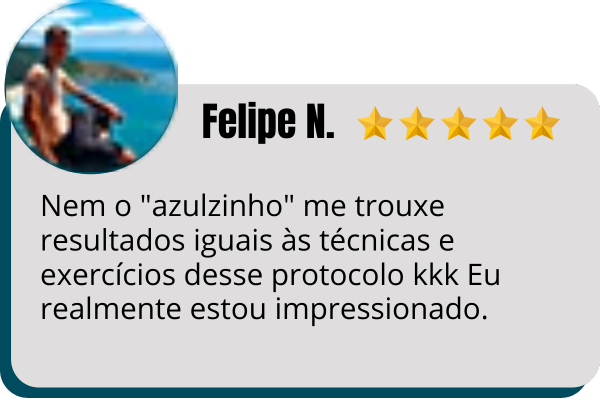 Felipe N.
Nem o "azulzinho" me trouxe
resultados iguais às técnicas e
exercícios desse protocolo kkk Eu
realmente estou impressionado.